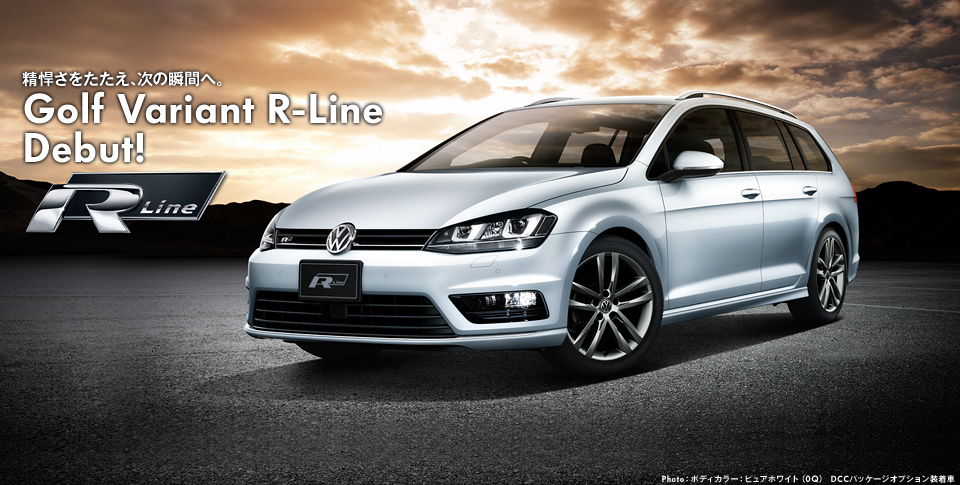 精悍さをたたえ、次の瞬間へ。
Golf Variant R-Line
Debut!
R Line
R
R LINE
Photo：ボディカラー：ピュアホワイト（0Q） DCCパッケージオプション装着車